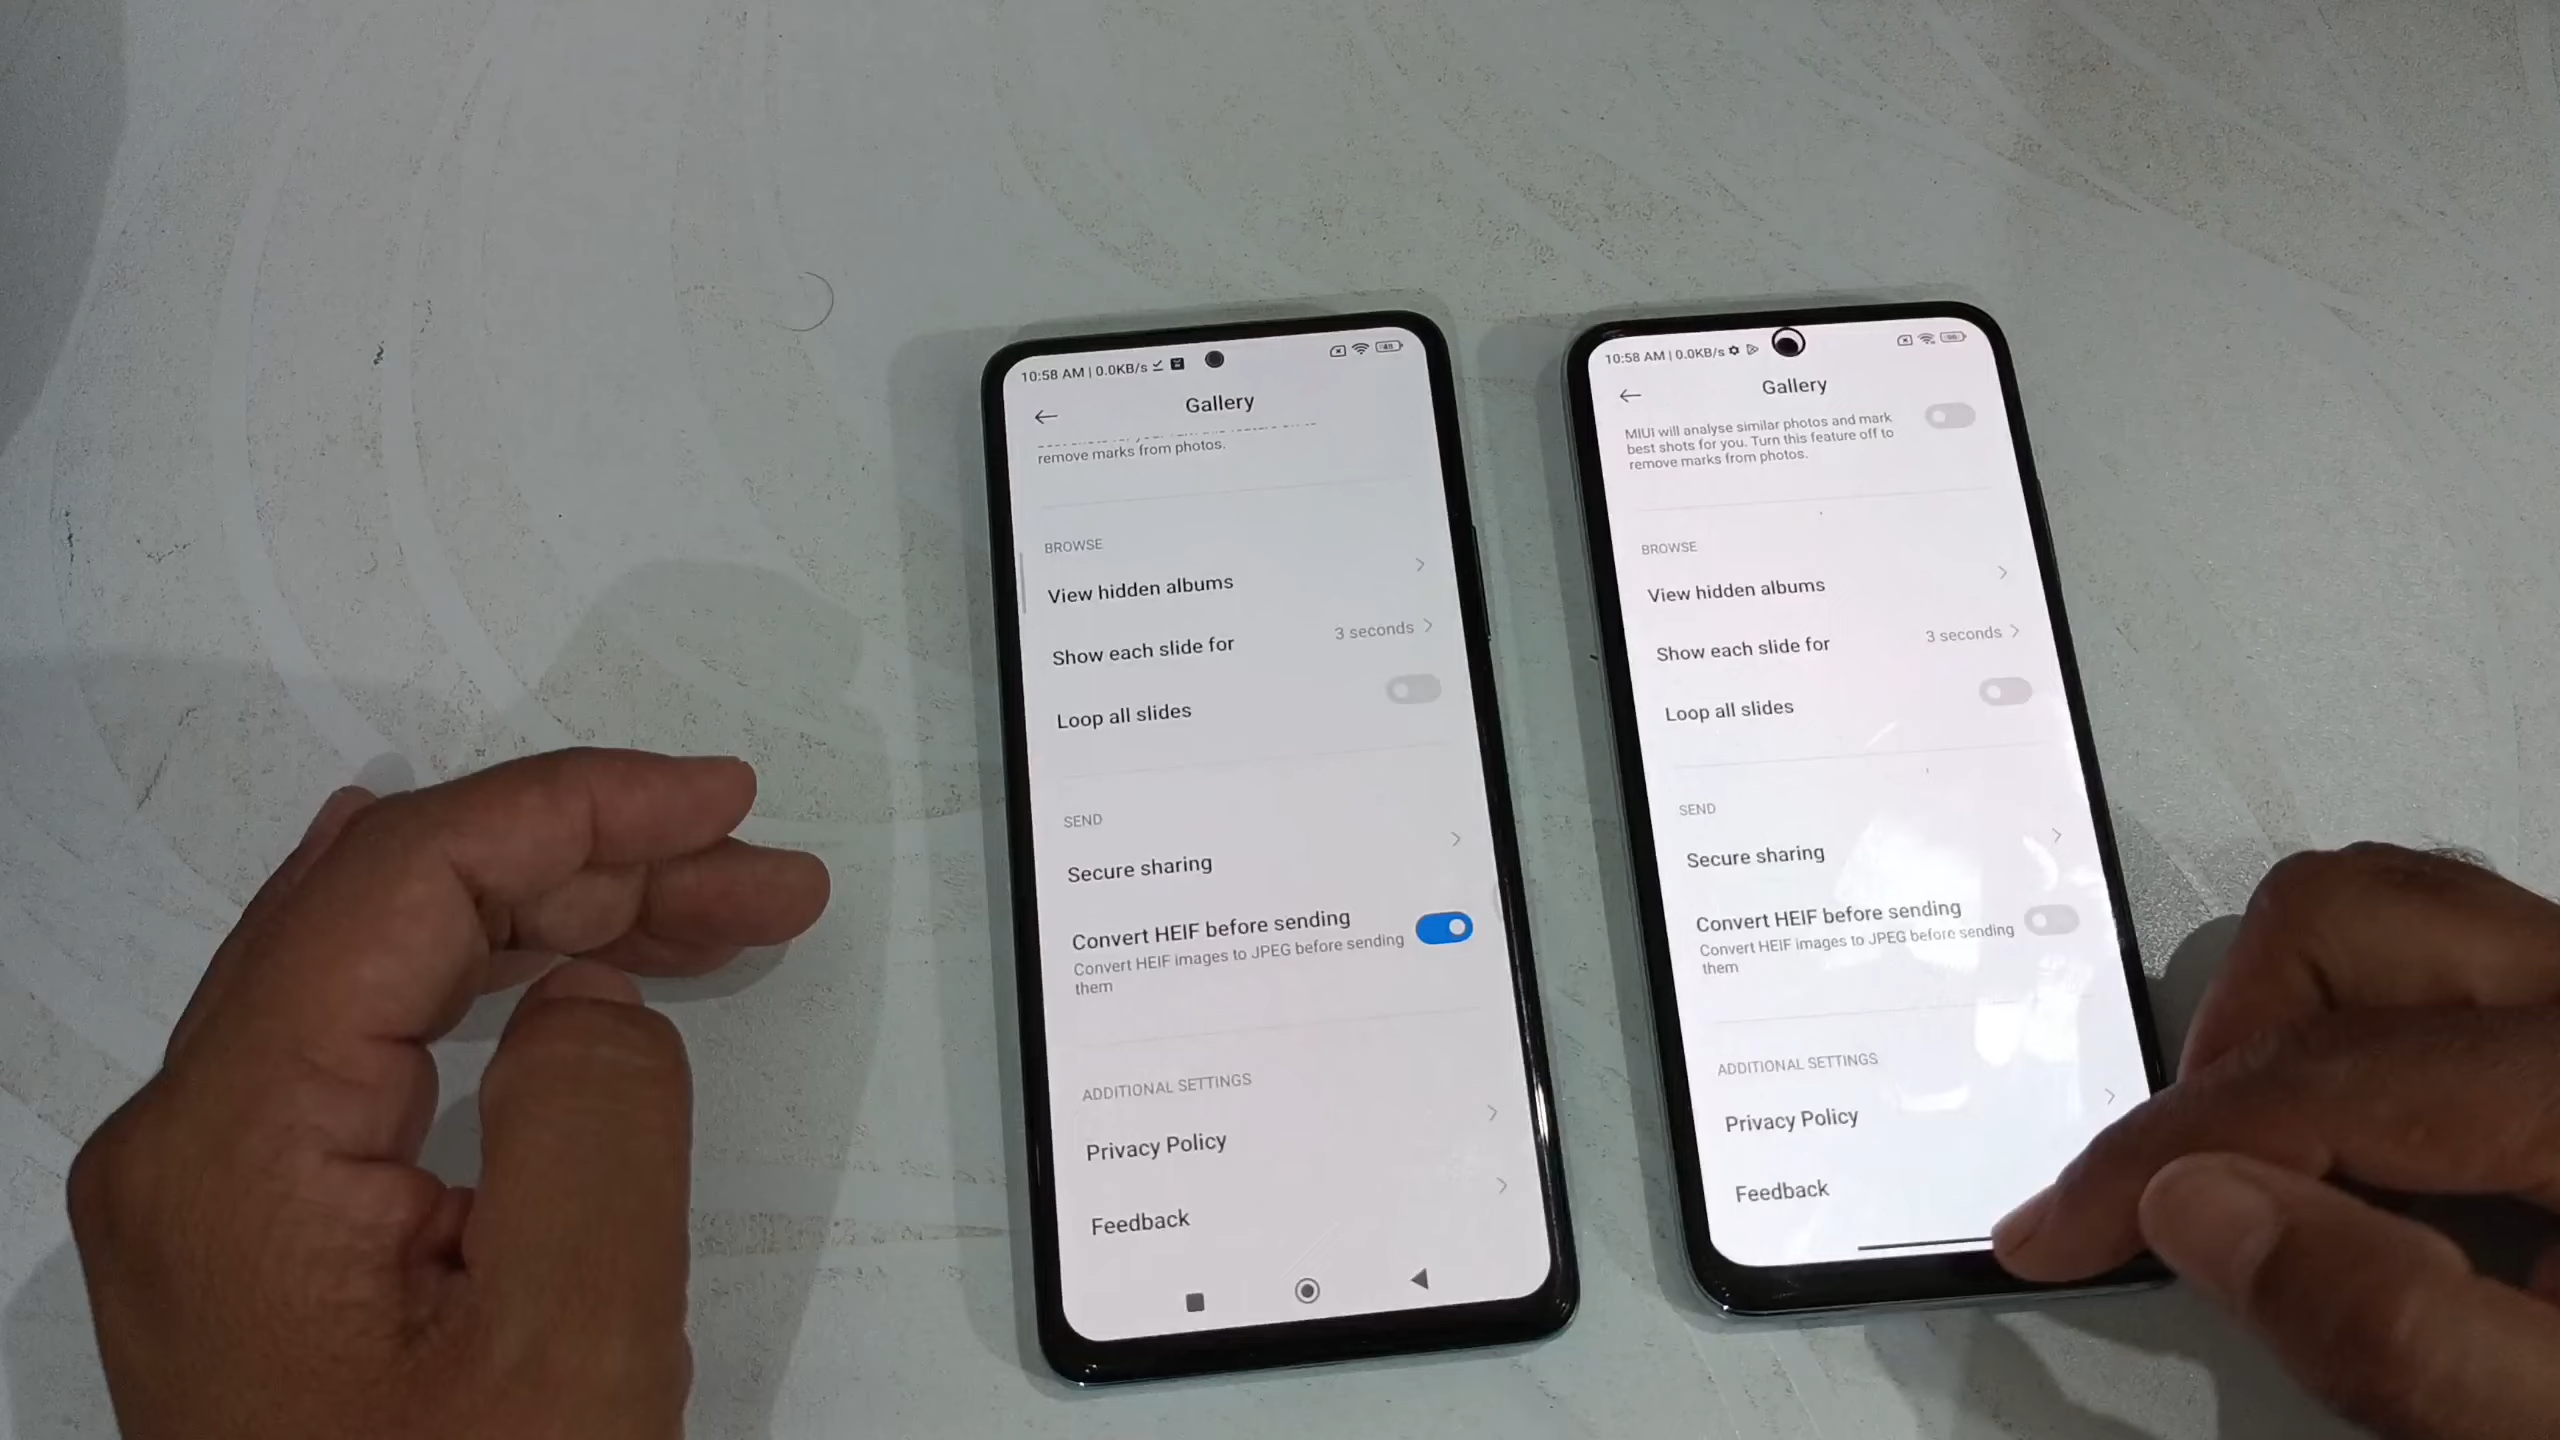 10:58 AM | 0.0KB/s
48
Gallery
remove marks from photos.
BROWSE
View hidden albums
Show each slide for
3 seconds
Loop all slides
SEND
Secure sharing
Convert HEIF before sending
Convert HEIF images to JPEG before sending
them
ADDITIONAL SETTINGS
Privacy Policy
Feedback
10:58 AM | 0.0KB/s
Gallery
MIUI will analyse similar photos and mark
best shots for you. Turn this feature off to
remove marks from photos.
BROWSE
View hidden albums
Show each slide for
3 seconds
Loop all slides
SEND
Secure sharing
Convert HEIF before sending
Convert HEIF images to JPEG before sending
them
ADDITIONAL SETTINGS
Privacy Policy
Feedback